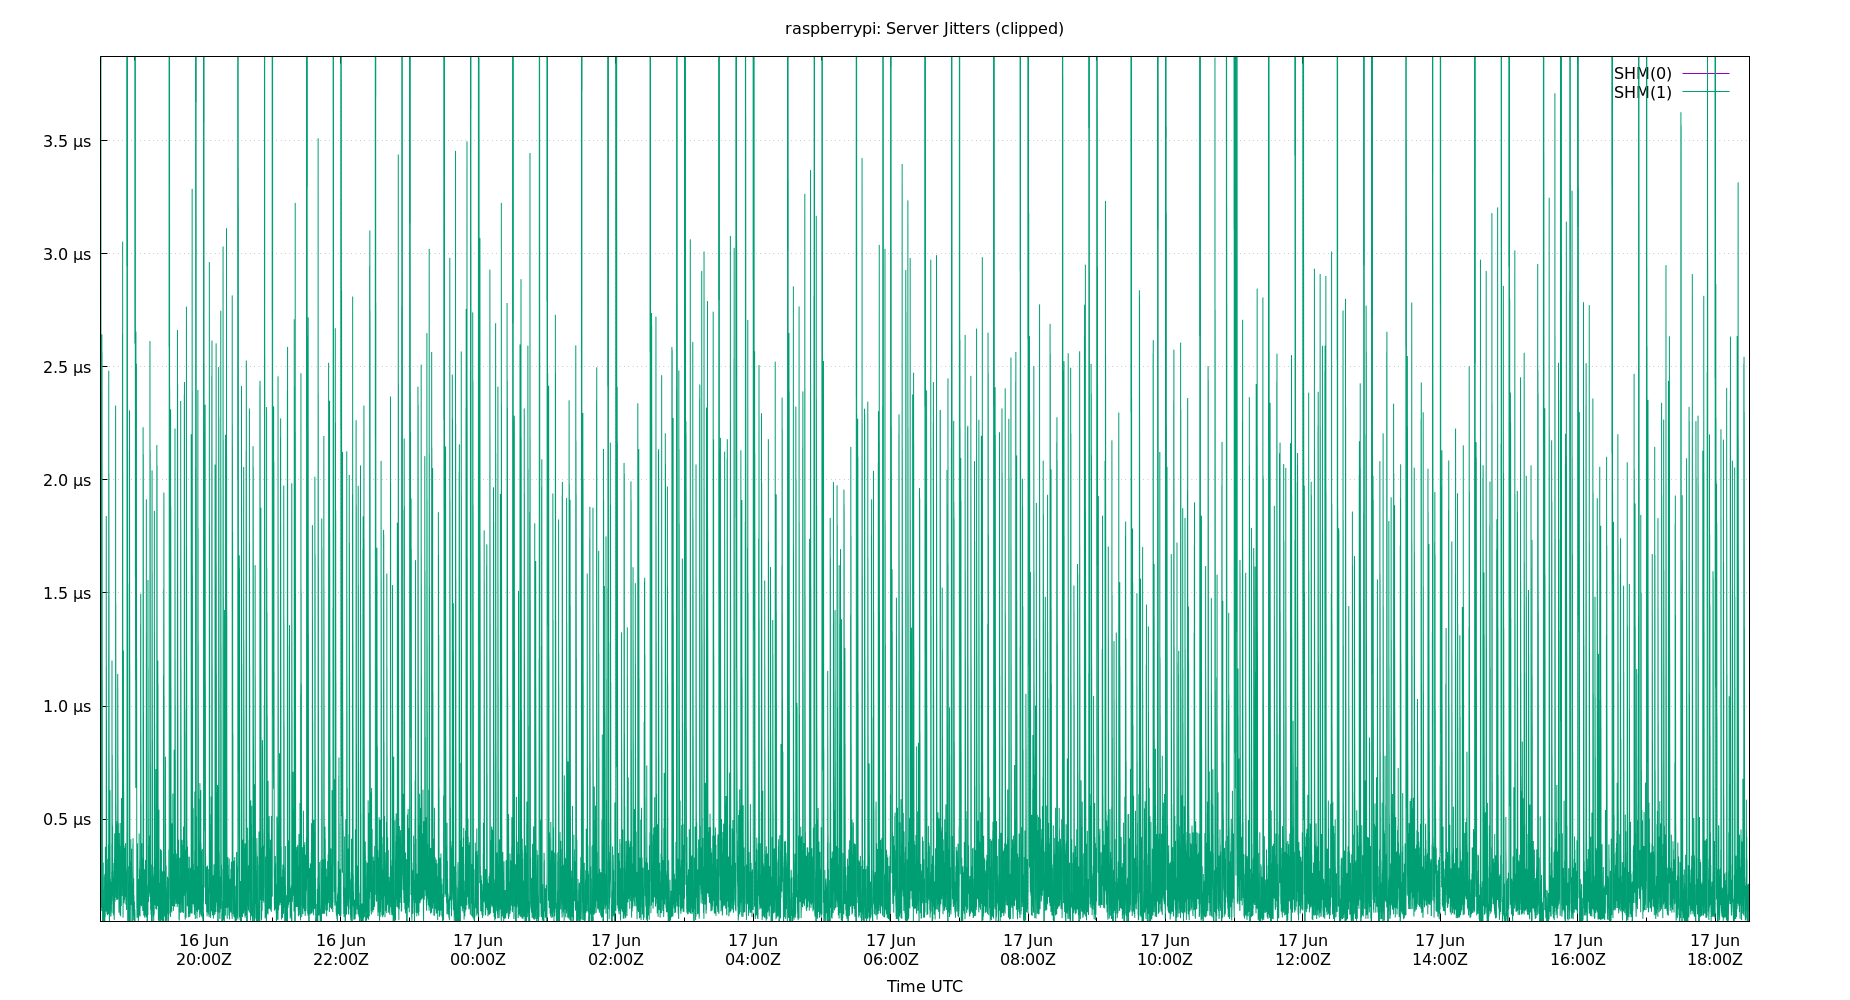 raspberrypi: Server Jitters (clipped)
SHM(0)
SHM(1)
3.5 μs
3.0 μs
2.5 μs
2.0 μs
1.5 μs
1.0 μs
0.5 μs
16 Jun 16 Jun 17 Jun 17 Jun 17 Jun 17 Jun 17 Jun 17 Jun 17 Jun 17 Jun 17 Jun 17 Jun
20:00Z 22:00Z 00:00Z 02:00Z 04:00Z 06:00Z 08:00Z 10:00Z 12:00Z 14:00Z 16:00Z 18:00Z
Time UTC